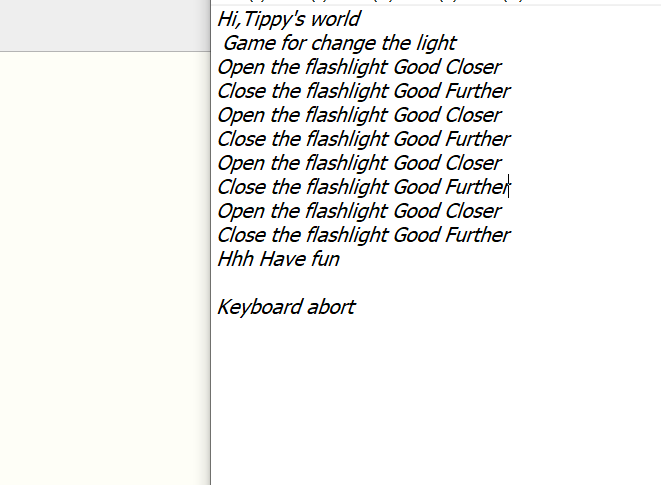 Hi,Tippy's world
Game for change the light
Open the flashlight Good Closer
Close the flashlight Good Further
Open the flashlight Good Closer
Close the flashlight Good Further
Open the flashlight Good Closer
Close the flashlight Good Further
Open the flashlight Good Closer
Close the flashlight Good Further
Hhh Have fun
Keyboard abort